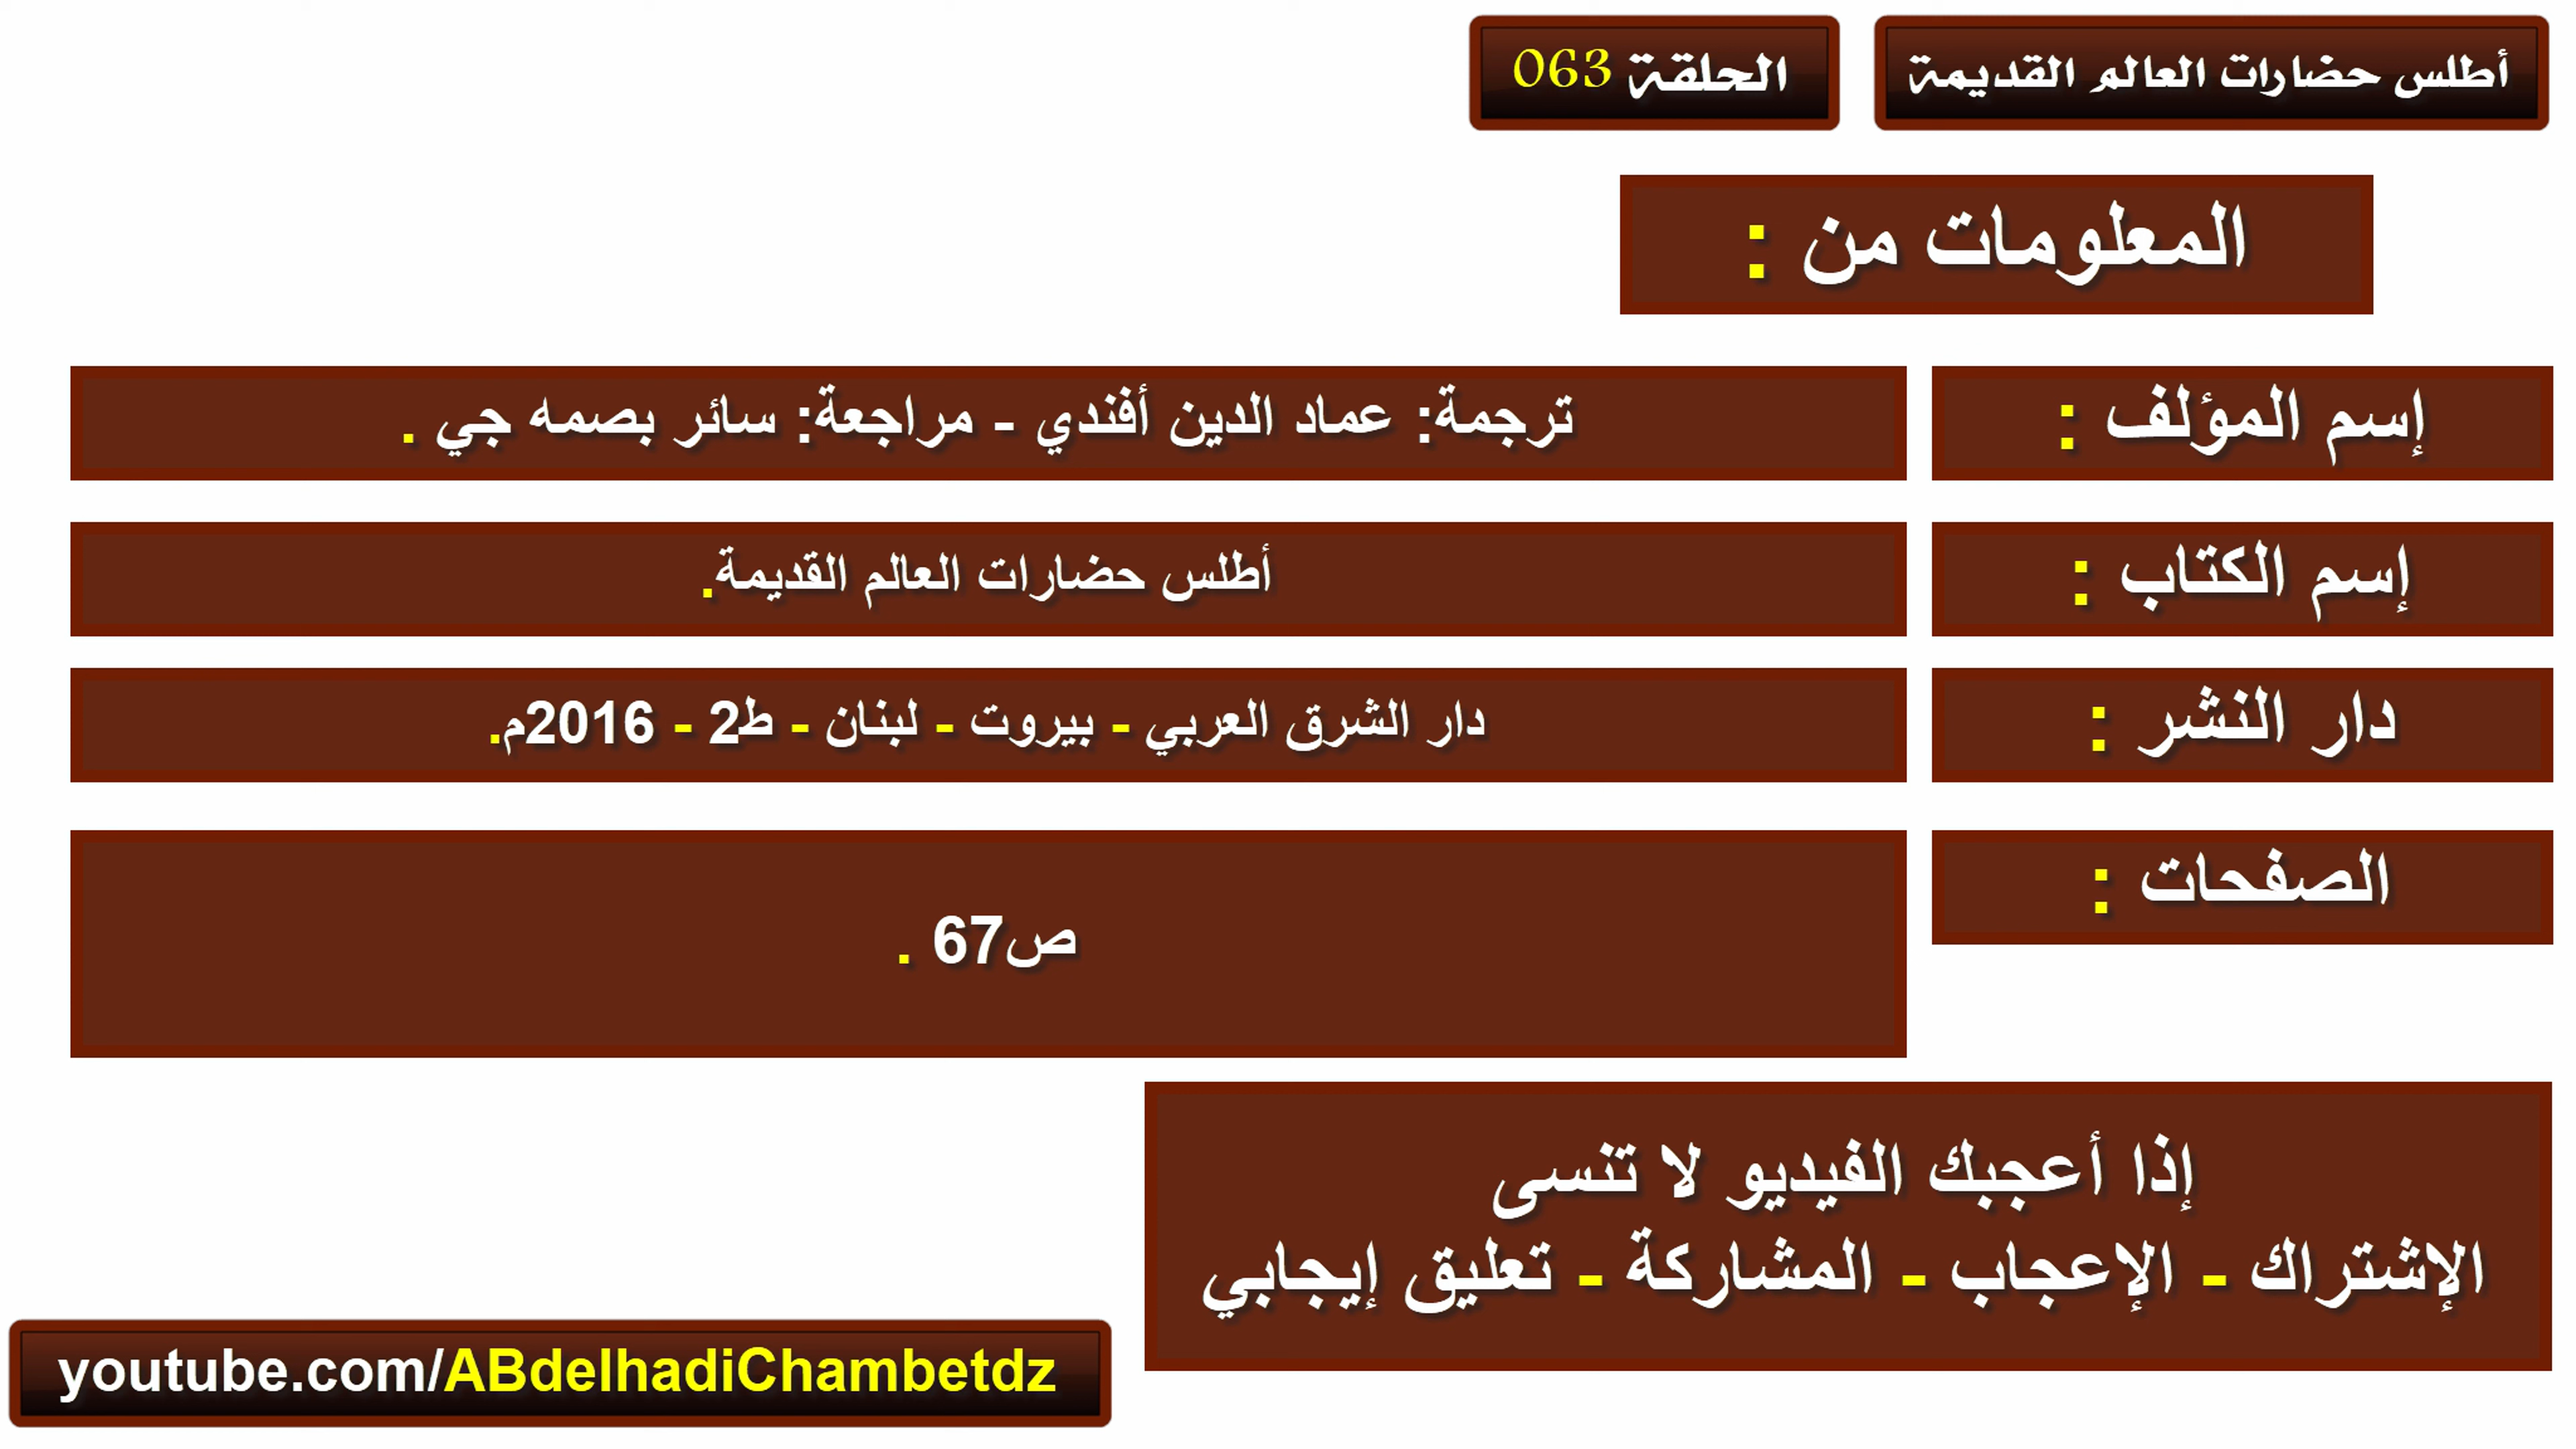 أطلس حضارات العالم القديمة
الحلقة 063
المعلومات من :
إسم المؤلف :
ترجمة: عماد الدين أفندي - مراجعة: سائر بصمه جي .
إسم الكتاب :
أطلس حضارات العالم القديمة.
دار النشر :
دار الشرق العربي - بيروت - لبنان - ط2 - 2016م.
الصفحات :
ص67 .
إذا أعجبك الفيديو لا تنسى
الإشتراك - الإعجاب - المشاركة - تعليق إيجابي
youtube.com/ABdelhadiChambetdz